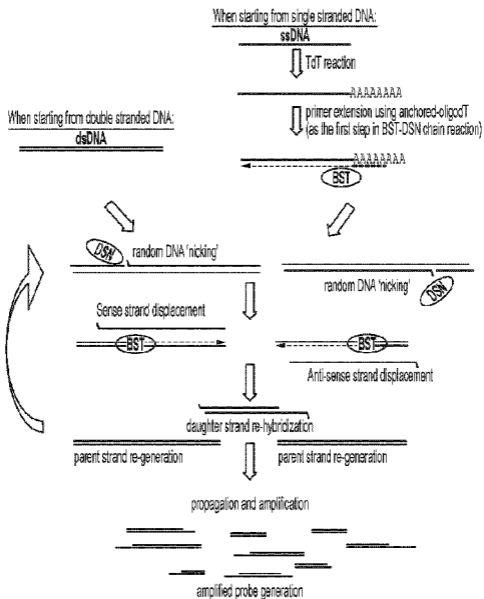 When starting from single stranded DNA:
ssDNA
TdT reaction
AAAAAAAA
primer extension using anchored-oligodT
(as the first step in BST-DSN chain reaction)
When starting from double stranded DNA:
dsDNA
AAAAAAAA
BST
DSN
random DNA 'nicking'
random DNA 'nicking'
DSN
Sense strand displacement
BST
BST
Anti-sense strand displacement
daughter strand re-hybridization
parent strand re-generation
parent strand re-generation
propagation and amplification
amplified probe generation